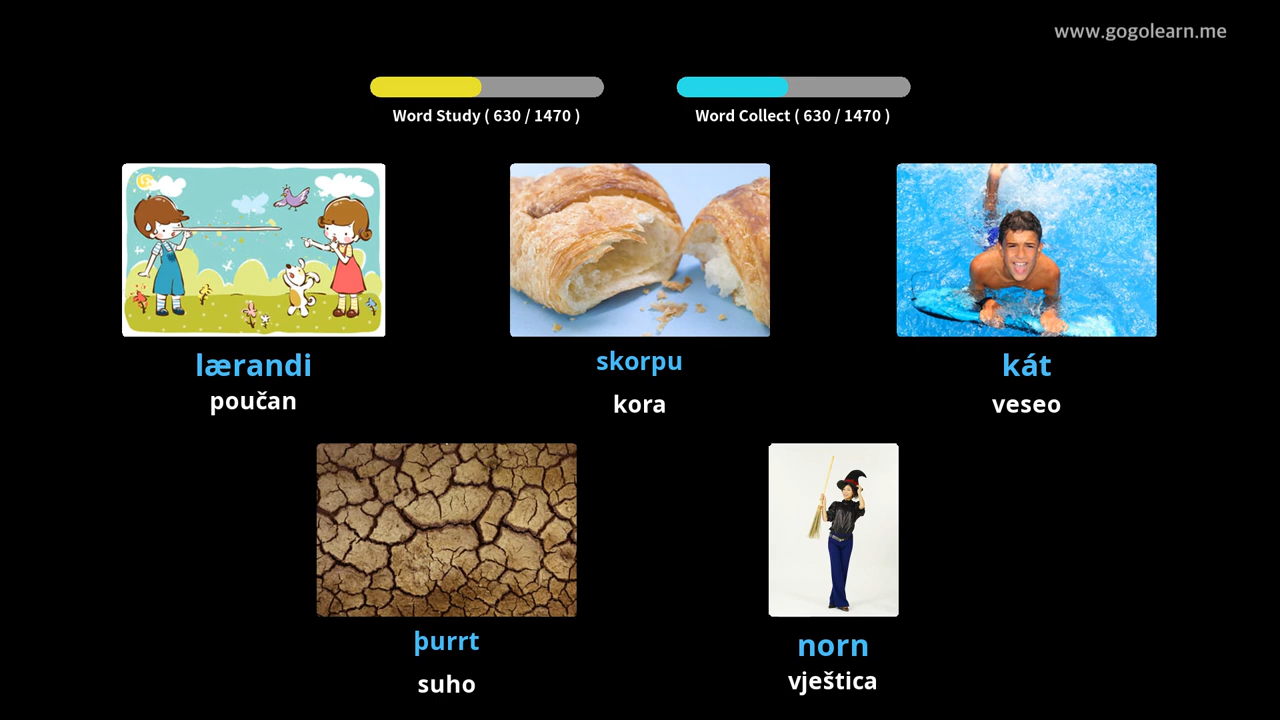 www.gogolearn.me
Word Study ( 630 / 1470 )
Word Collect ( 630 / 1470 )
lærandi
poučan
skorpu
kora
kát
veseo
þurrt
suho
norn
vještica